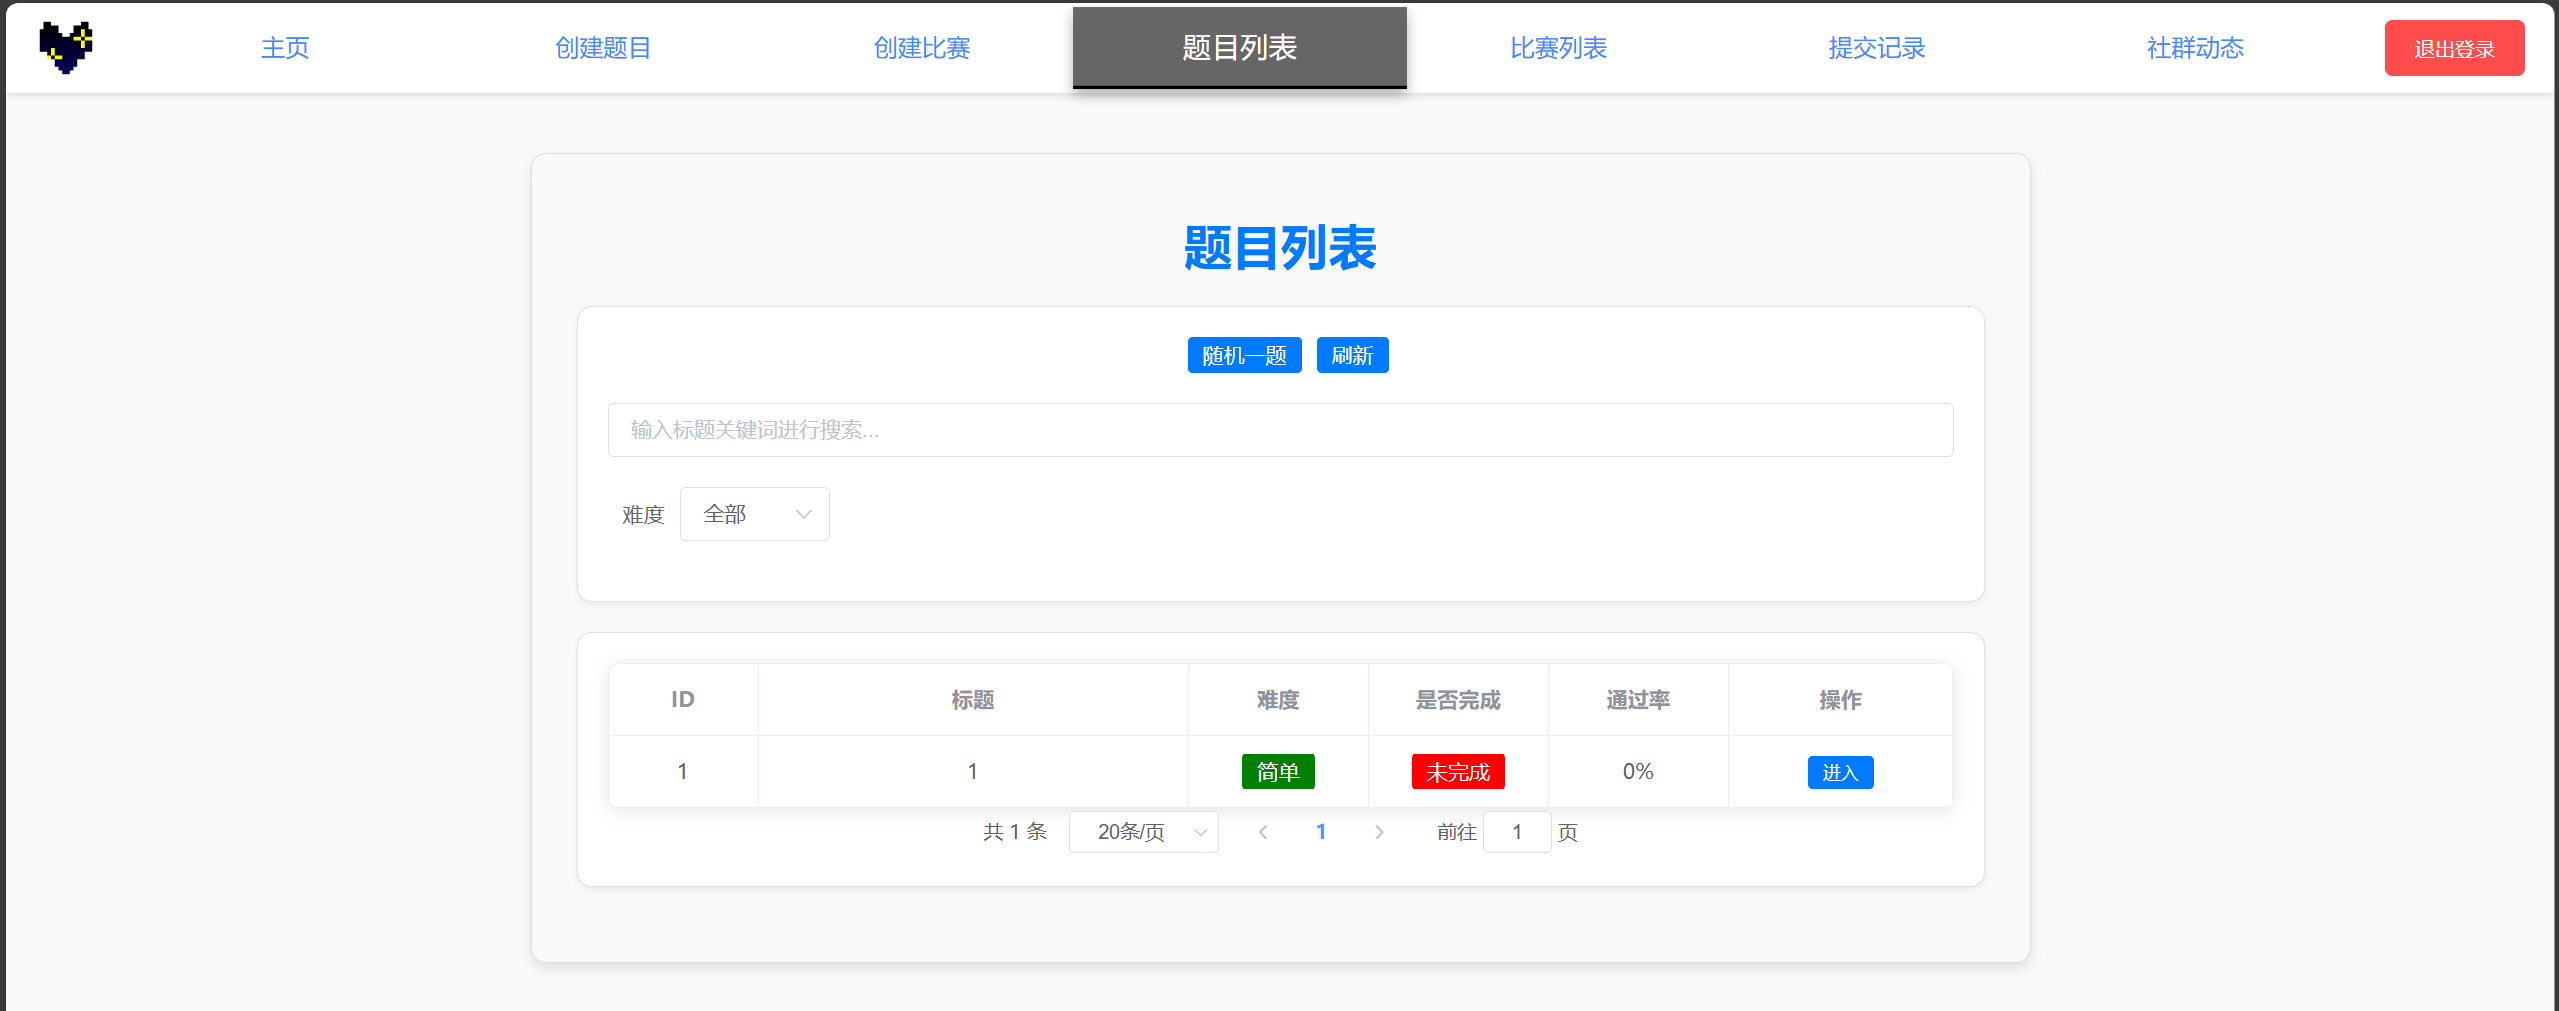 主页 创建题目 创建比赛 题目列表 比赛列表 提交记录 社群动态 退出登录
题目列表
随机一题 刷新
输入标题关键词进行搜索...
难度 全部
ID 标题 难度 是否完成 通过率 操作
1 1 简单 未完成 0% 进入
共 1 条 20条/页 1 前往 1 页